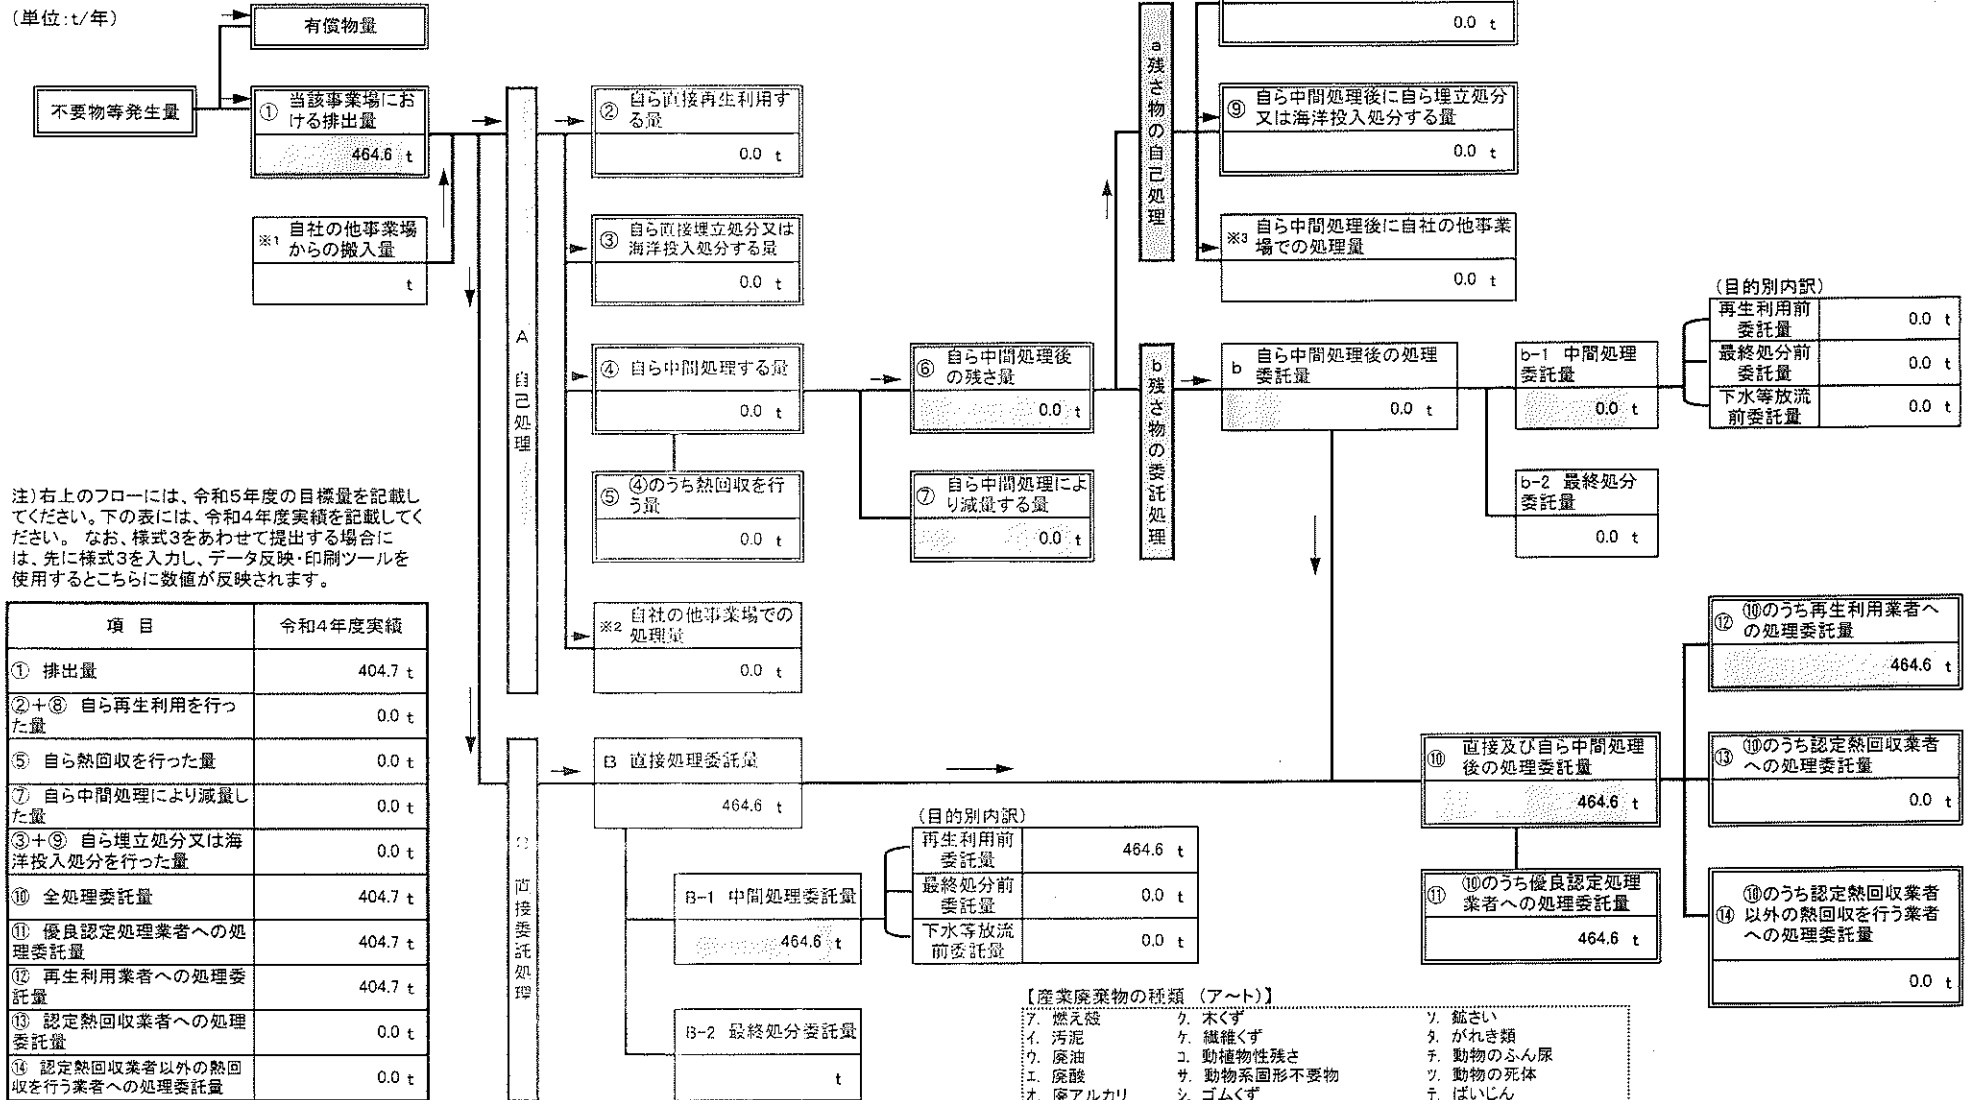 (単位:t/年)
有償物量
不要物等発生量
① 当該事業場にお
ける排出量
464.6 t
※1 自社の他事業場
からの搬入量
t
A 自己処理
② 自ら直接再生利用す
る量
0.0 t
③ 自ら直接埋立処分又は
海洋投入処分する量
0.0 t
④ 自ら中間処理する量
0.0 t
⑤ ④のうち熱回収を行
う量
0.0 t
※2 自社の他事業場での
処理量
0.0 t
⑥ 自ら中間処理後
の残さ量
0.0 t
⑦ 自ら中間処理によ
り減量する量
0.0 t
a 残さ物の自己処理
0.0 t
⑨ 自ら中間処理後に自ら埋立処分
又は海洋投入処分する量
0.0 t
※3 自ら中間処理後に自社の他事業
場での処理量
0.0 t
b 残さ物の委託処理
b 自ら中間処理後の処理
委託量
0.0 t
b-1 中間処理
委託量
0.0 t
b-2 最終処分
委託量
0.0 t
(目的別内訳)
再生利用前
委託量
0.0 t
最終処分前
委託量
0.0 t
下水等放流
前委託量
0.0 t
注)右上のフローには、令和5年度の目標量を記載し
てください。下の表には、令和4年度実績を記載してく
ださい。 なお、様式3をあわせて提出する場合に
は、先に様式3を入力し、データ反映・印刷ツールを
使用するとこちらに数値が反映されます。
項 目 令和4年度実績
① 排出量 404.7 t
②+⑧ 自ら再生利用を行っ
た量 0.0 t
⑤ 自ら熱回収を行った量 0.0 t
⑦ 自ら中間処理により減量し
た量 0.0 t
③+⑨ 自ら埋立処分又は海
洋投入処分を行った量 0.0 t
⑩ 全処理委託量 404.7 t
⑪ 優良認定処理業者への処
理委託量 404.7 t
⑫ 再生利用業者への処理委
託量 404.7 t
⑬ 認定熱回収業者への処理
委託量 0.0 t
⑭ 認定熱回収業者以外の熱回
収を行う業者への処理委託量 0.0 t
直接委託処理
B 直接処理委託量
464.6 t
B-1 中間処理委託量
464.6 t
B-2 最終処分委託量
t
(目的別内訳)
再生利用前
委託量
464.6 t
最終処分前
委託量
0.0 t
下水等放流
前委託量
0.0 t
⑩ 直接及び自ら中間処理
後の処理委託量
464.6 t
⑪ ⑩のうち優良認定処理
業者への処理委託量
464.6 t
⑫ ⑩のうち再生利用業者へ
の処理委託量
464.6 t
⑬ ⑩のうち認定熱回収業者
への処理委託量
0.0 t
⑭ ⑩のうち認定熱回収業者
以外の熱回収を行う業者
への処理委託量
0.0 t
【産業廃棄物の種類 (ア~ト)】
ア. 燃え殻 ク. 木くず ソ. 鉱さい
イ. 汚泥 ケ. 繊維くず タ. がれき類
ウ. 廃油 コ. 動植物性残さ チ. 動物のふん尿
エ. 廃酸 サ. 動物系固形不要物 ツ. 動物の死体
オ. 廃アルカリ シ. ゴムくず テ. ばいじん